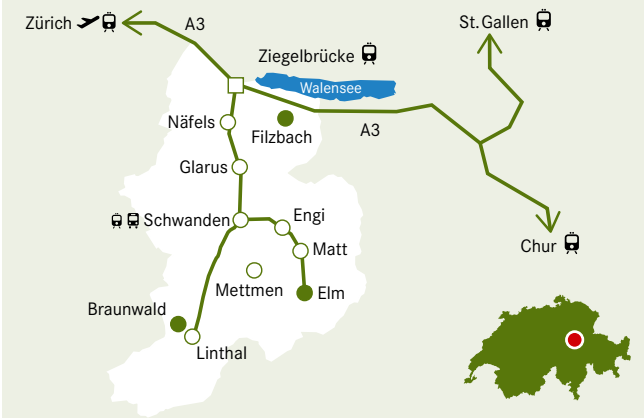 Zürich
A3
St. Gallen
Ziegelbrücke
Walensee
Näfels
Filzbach
A3
Glarus
Schwanden
Engi
Matt
Chur
Mettmen
Elm
Braunwald
Linthal